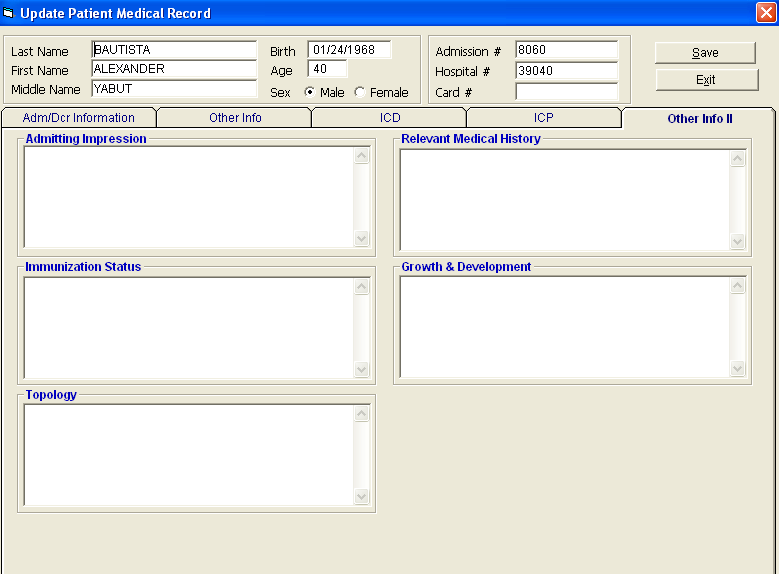 Update Patient Medical Record
Last Name BAUTISTA Birth 01/24/1968 Admission # 8060 Save
First Name ALEXANDER Age 40 Hospital # 39040 Exit
Middle Name YABUT Sex Male Female Card #
Adm/Dcr Information Other Info ICD ICP Other Info II
Admitting Impression Relevant Medical History
Immunization Status Growth & Development
Topology